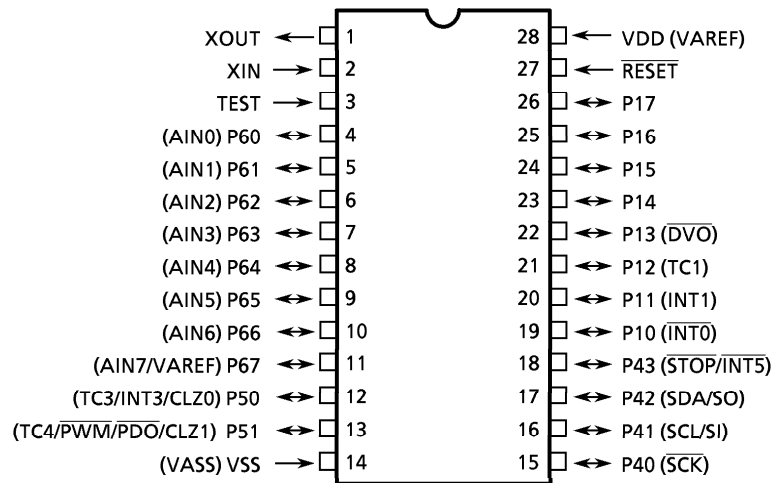 XOUT 1 28 VDD (VAREF)
XIN 2 27 RESET
TEST 3 26 P17
(AIN0) P60 4 25 P16
(AIN1) P61 5 24 P15
(AIN2) P62 6 23 P14
(AIN3) P63 7 22 P13 (DVO)
(AIN4) P64 8 21 P12 (TC1)
(AIN5) P65 9 20 P11 (INT1)
(AIN6) P66 10 19 P10 (INT0)
(AIN7/VAREF) P67 11 18 P43 (STOP/INT5)
(TC3/INT3/CLZ0) P50 12 17 P42 (SDA/SO)
(TC4/PWM/PDO/CLZ1) P51 13 16 P41 (SCL/SI)
(VASS) VSS 14 15 P40 (SCK)